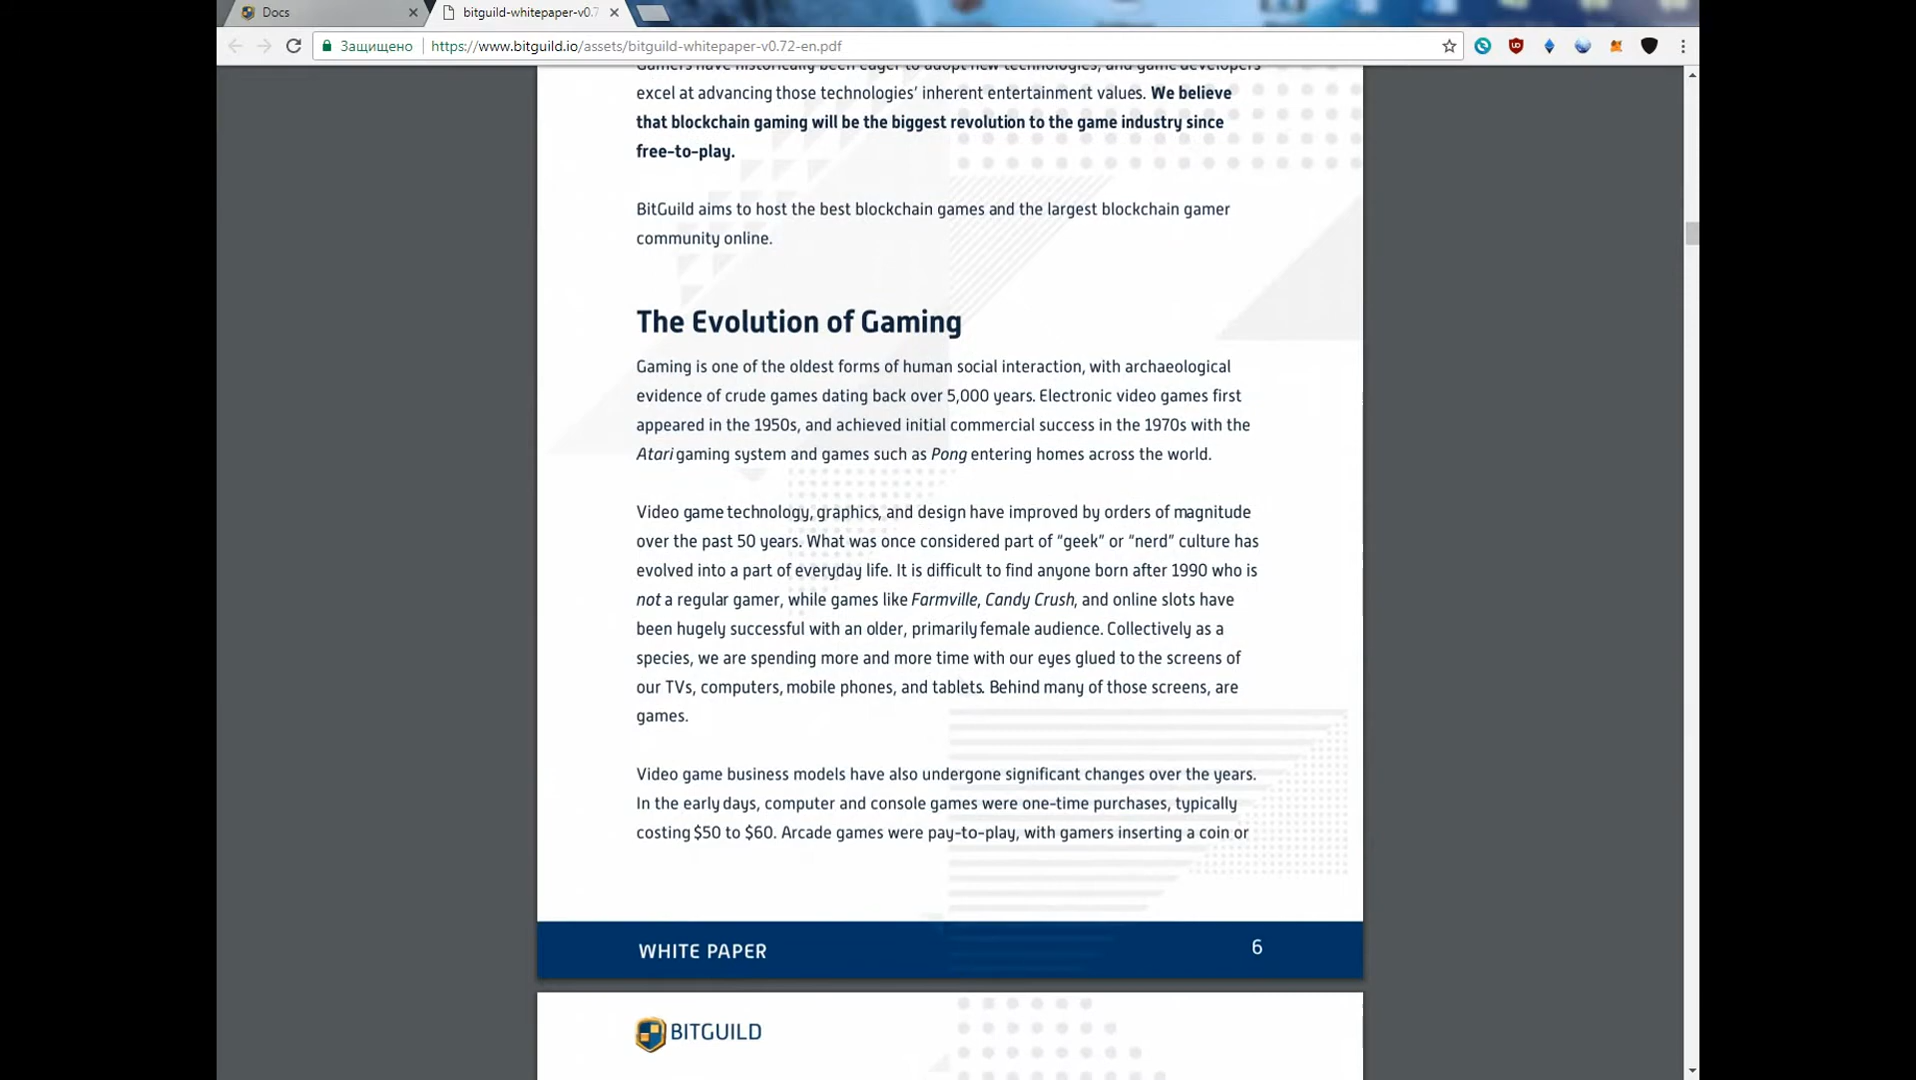 Docs
bitguild-whitepaper-v0.7
Защищено
https://www.bitguild.io/assets/bitguild-whitepaper-v0.72-en.pdf
Gamers have historically been eager to adopt new technologies, and game developers
excel at advancing those technologies’ inherent entertainment values. We believe
that blockchain gaming will be the biggest revolution to the game industry since
free-to-play.
BitGuild aims to host the best blockchain games and the largest blockchain gamer
community online.
The Evolution of Gaming
Gaming is one of the oldest forms of human social interaction, with archaeological
evidence of crude games dating back over 5,000 years. Electronic video games first
appeared in the 1950s, and achieved initial commercial success in the 1970s with the
Atari gaming system and games such as Pong entering homes across the world.
Video game technology, graphics, and design have improved by orders of magnitude
over the past 50 years. What was once considered part of “geek” or “nerd” culture has
evolved into a part of everyday life. It is difficult to find anyone born after 1990 who is
not a regular gamer, while games like Farmville, Candy Crush, and online slots have
been hugely successful with an older, primarily female audience. Collectively as a
species, we are spending more and more time with our eyes glued to the screens of
our TVs, computers, mobile phones, and tablets. Behind many of those screens, are
games.
Video game business models have also undergone significant changes over the years.
In the early days, computer and console games were one-time purchases, typically
costing $50 to $60. Arcade games were pay-to-play, with gamers inserting a coin or
WHITE PAPER
6
BITGUILD